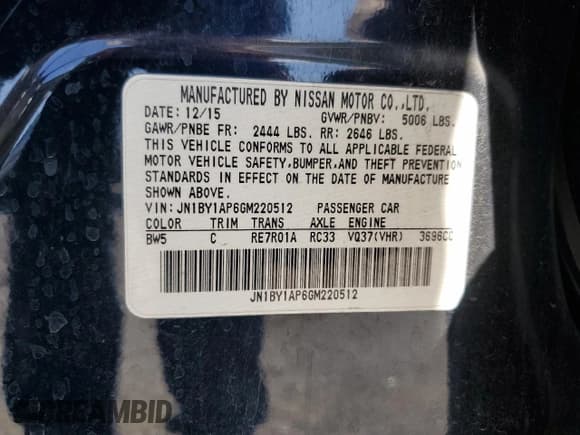 MANUFACTURED BY NISSAN MOTOR CO.,LTD.
DATE: 12/15 GVWR/PNBV: 5006 LBS.
GAWR/PNBE FR: 2444 LBS. RR: 2646 LBS.
THIS VEHICLE CONFORMS TO ALL APPLICABLE FEDERAL
MOTOR VEHICLE SAFETY,BUMPER,AND THEFT PREVENTION
STANDARDS IN EFFECT ON THE DATE OF MANUFACTURE
SHOWN ABOVE.
VIN: JN1BY1AP6GM220512 PASSENGER CAR
COLOR TRIM TRANS AXLE ENGINE
BW5 C RE7R01A RC33 VQ37(VHR) 3696CC
JN1BY1AP6GM220512
DREAMBID